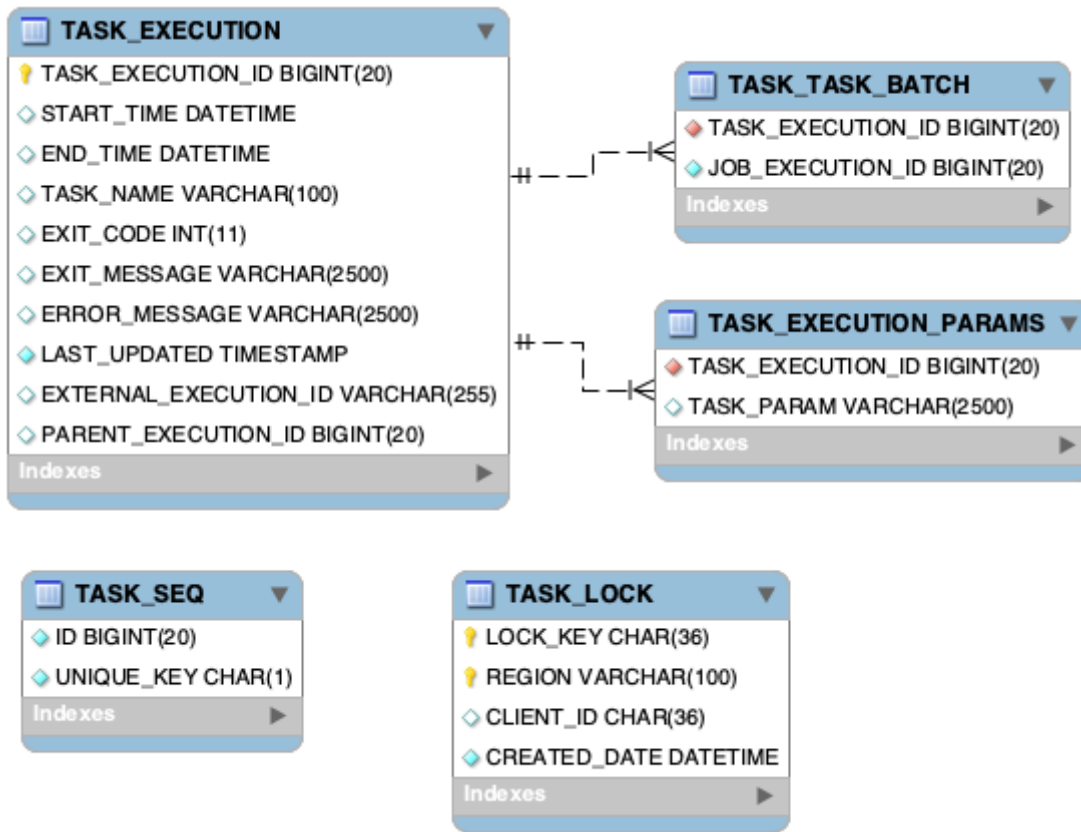 TASK_EXECUTION
TASK_EXECUTION_ID BIGINT(20)
START_TIME DATETIME
END_TIME DATETIME
TASK_NAME VARCHAR(100)
EXIT_CODE INT(11)
EXIT_MESSAGE VARCHAR(2500)
ERROR_MESSAGE VARCHAR(2500)
LAST_UPDATED TIMESTAMP
EXTERNAL_EXECUTION_ID VARCHAR(255)
PARENT_EXECUTION_ID BIGINT(20)
Indexes
TASK_TASK_BATCH
TASK_EXECUTION_ID BIGINT(20)
JOB_EXECUTION_ID BIGINT(20)
Indexes
TASK_EXECUTION_PARAMS
TASK_EXECUTION_ID BIGINT(20)
TASK_PARAM VARCHAR(2500)
Indexes
TASK_SEQ
ID BIGINT(20)
UNIQUE_KEY CHAR(1)
Indexes
TASK_LOCK
LOCK_KEY CHAR(36)
REGION VARCHAR(100)
CLIENT_ID CHAR(36)
CREATED_DATE DATETIME
Indexes